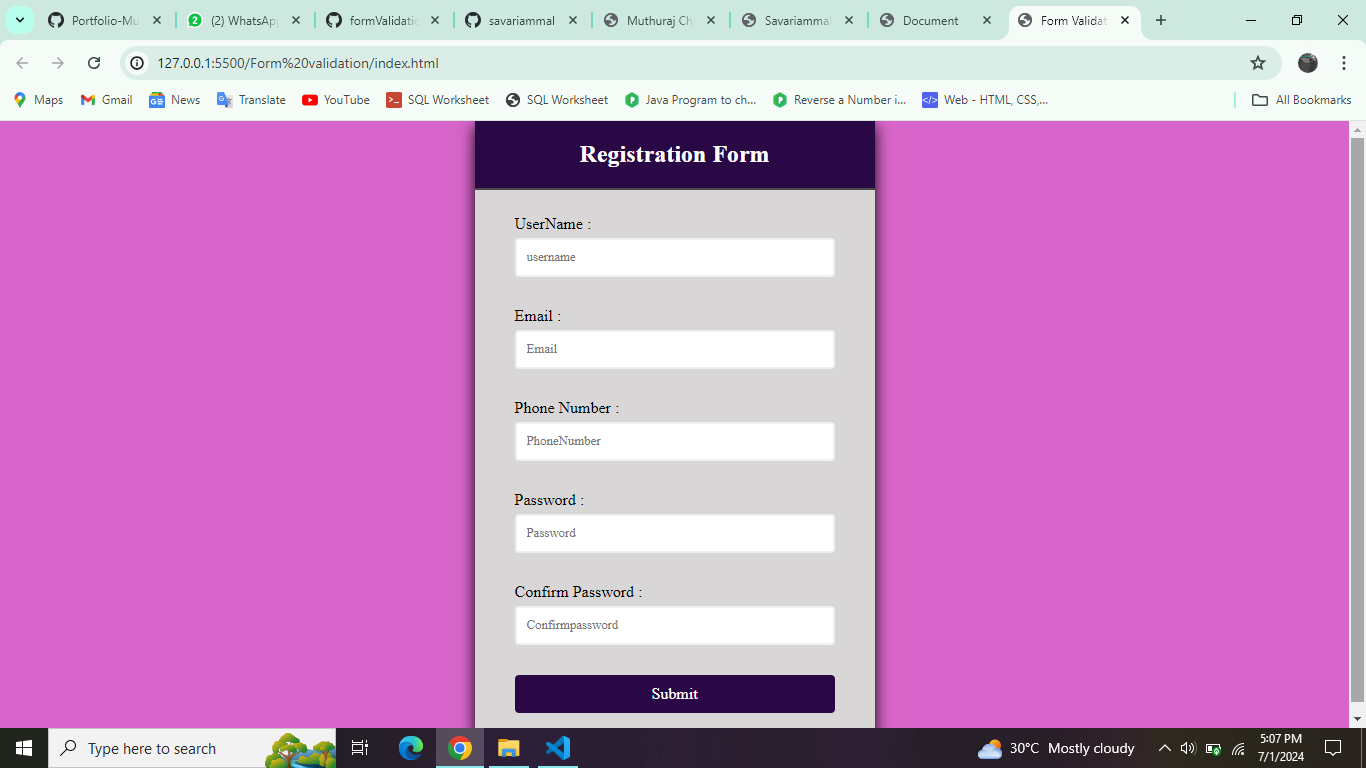 Portfolio-Mu
(2) WhatsApp
formValidatio
savariammal
Muthuraj Ch
Savariammal
Document
Form Validat
127.0.0.1:5500/Form%20validation/index.html
Maps
Gmail
News
Translate
YouTube
SQL Worksheet
SQL Worksheet
Java Program to ch...
Reverse a Number i...
Web - HTML, CSS,...
All Bookmarks
Registration Form
UserName :
username
Email :
Email
Phone Number :
PhoneNumber
Password :
Password
Confirm Password :
Confirmpassword
Submit
Type here to search
30°C Mostly cloudy
5:07 PM
7/1/2024